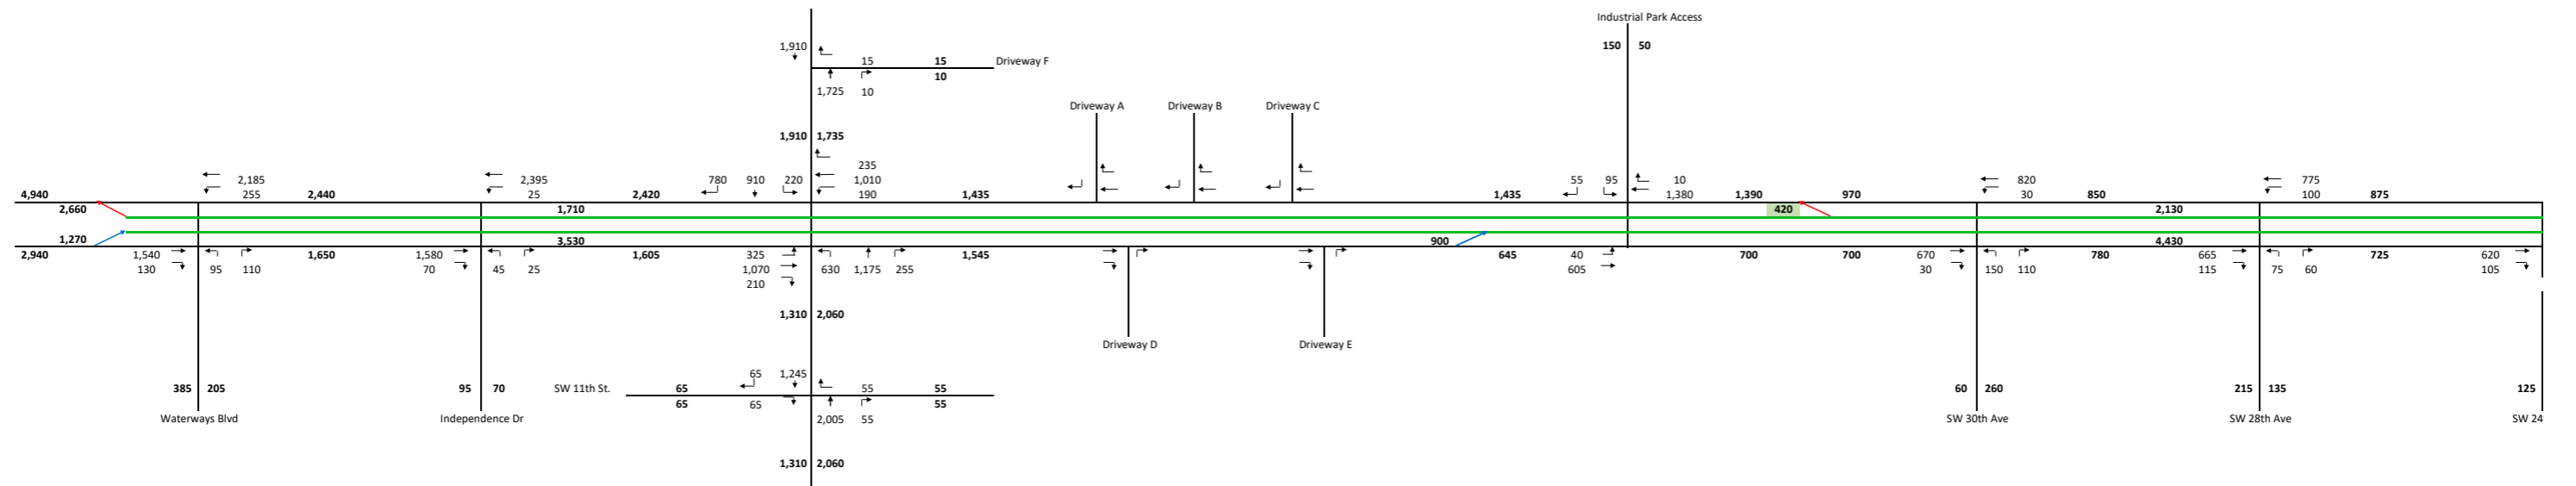 Industrial Park Access
1,910 150 50
15 15 Driveway F
10
1,725 10
Driveway A Driveway B Driveway C
1,910 1,735
235
2,185 2,395 780 910 220 1,010 55 95 10 820 775
4,940 255 2,440 25 2,420 190 1,435 1,435 1,380 1,390 970 30 850 100 875
2,660 1,710 420 2,130
1,270 3,530 900 4,430
2,940 1,540 1,650 1,580 1,605 325 1,545 645 40 700 700 670 780 665 725 620
130 95 110 70 45 25 1,070 630 1,175 255 605 30 150 110 115 75 60 105
210
1,310 2,060
Driveway D Driveway E
65 1,245
385 205 95 70 SW 11th St. 65 55 55 60 260 215 135 125
65 65 55
Waterways Blvd Independence Dr 2,005 55 SW 30th Ave SW 28th Ave SW 24
1,310 2,060